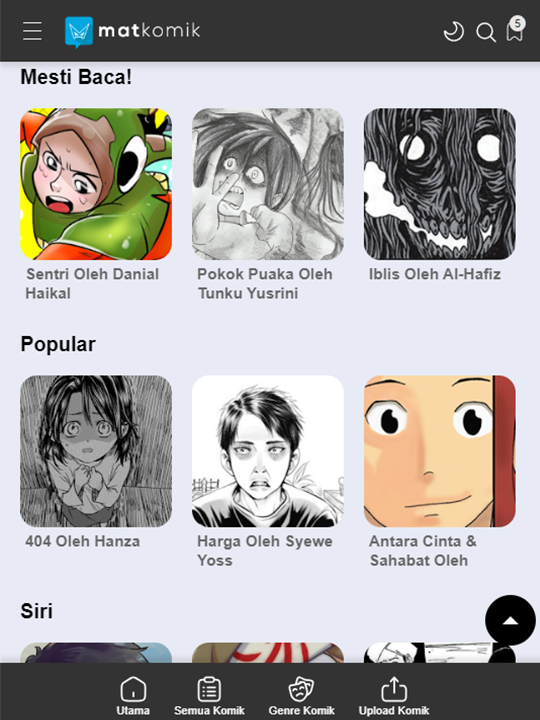 matkomik
5
Mesti Baca!
Sentri Oleh Danial
Haikal
Pokok Puaka Oleh
Tunku Yusrini
Iblis Oleh Al-Hafiz
Popular
404 Oleh Hanza
Harga Oleh Syewe
Yoss
Antara Cinta &
Sahabat Oleh
Siri
Utama
Semua Komik
Genre Komik
Upload Komik